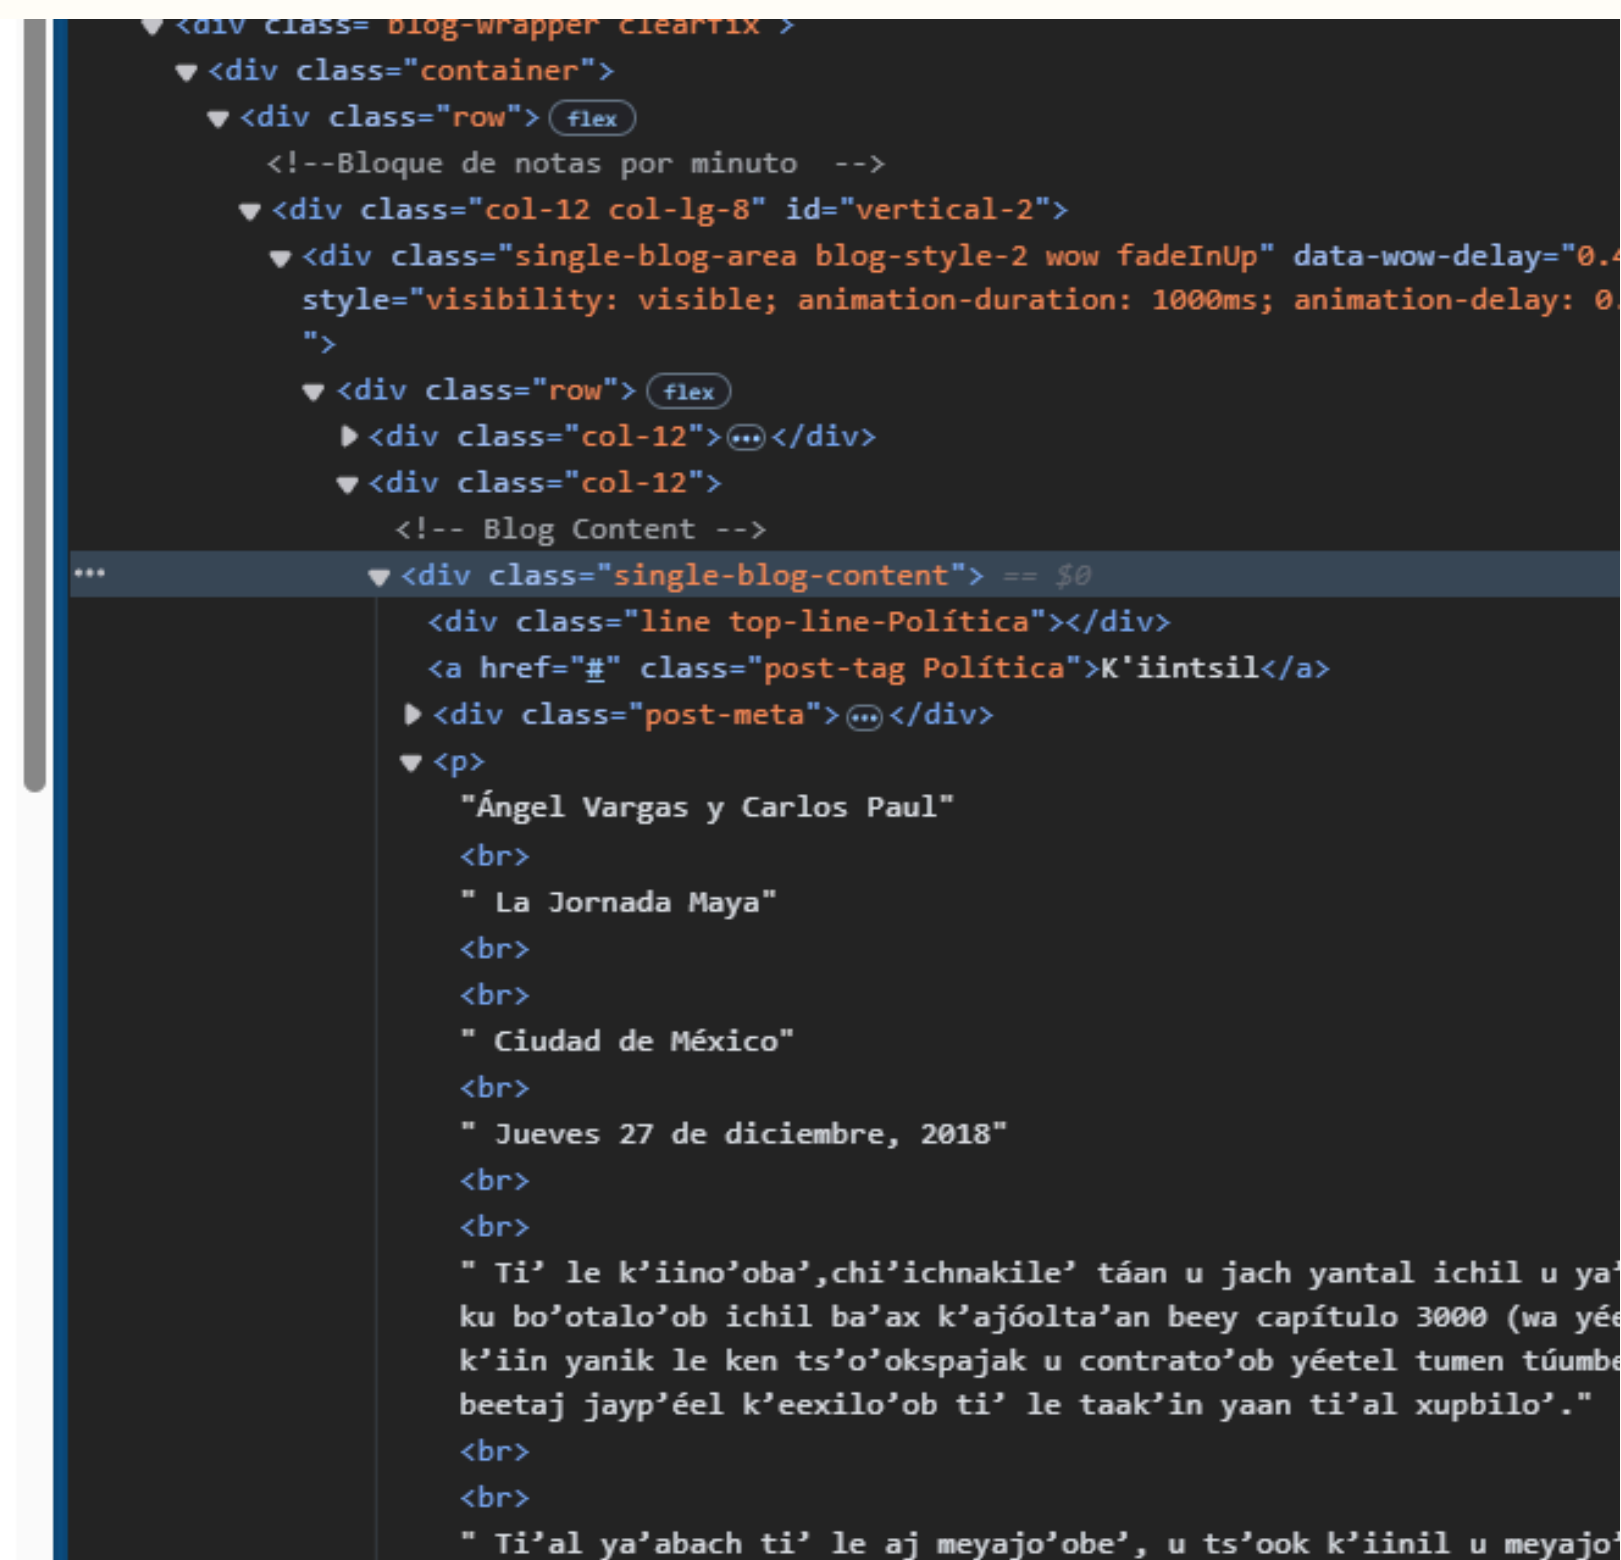 <div class="blog-wrapper clearfix">
<div class="container">
<div class="row"> flex
<!--Bloque de notas por minuto  -->
<div class="col-12 col-lg-8" id="vertical-2">
<div class="single-blog-area blog-style-2 wow fadeInUp" data-wow-delay="0.4
style="visibility: visible; animation-duration: 1000ms; animation-delay: 0.
">
<div class="row"> flex
<div class="col-12">…</div>
<div class="col-12">
<!-- Blog Content -->
… <div class="single-blog-content"> == $0
<div class="line top-line-Política"></div>
<a href="#" class="post-tag Política">K'iintsil</a>
<div class="post-meta">…</div>
<p>
"Ángel Vargas y Carlos Paul"
<br>
" La Jornada Maya"
<br>
<br>
" Ciudad de México"
<br>
" Jueves 27 de diciembre, 2018"
<br>
<br>
" Ti’ le k’iino’oba’,chi’ichnakile’ táan u jach yantal ichil u ya’
ku bo’otalo’ob ichil ba’ax k’ajóolta’an beey capítulo 3000 (wa yée
k’iin yanik le ken ts’o’okspajak u contrato’ob yéetel tumen túumbe
beetaj jayp’éel k’eexilo’ob ti’ le taak’in yaan ti’al xupbilo’."
<br>
<br>
" Ti’al ya’abach ti’ le aj meyajo’obe’, u ts’ook k’iinil u meyajo’